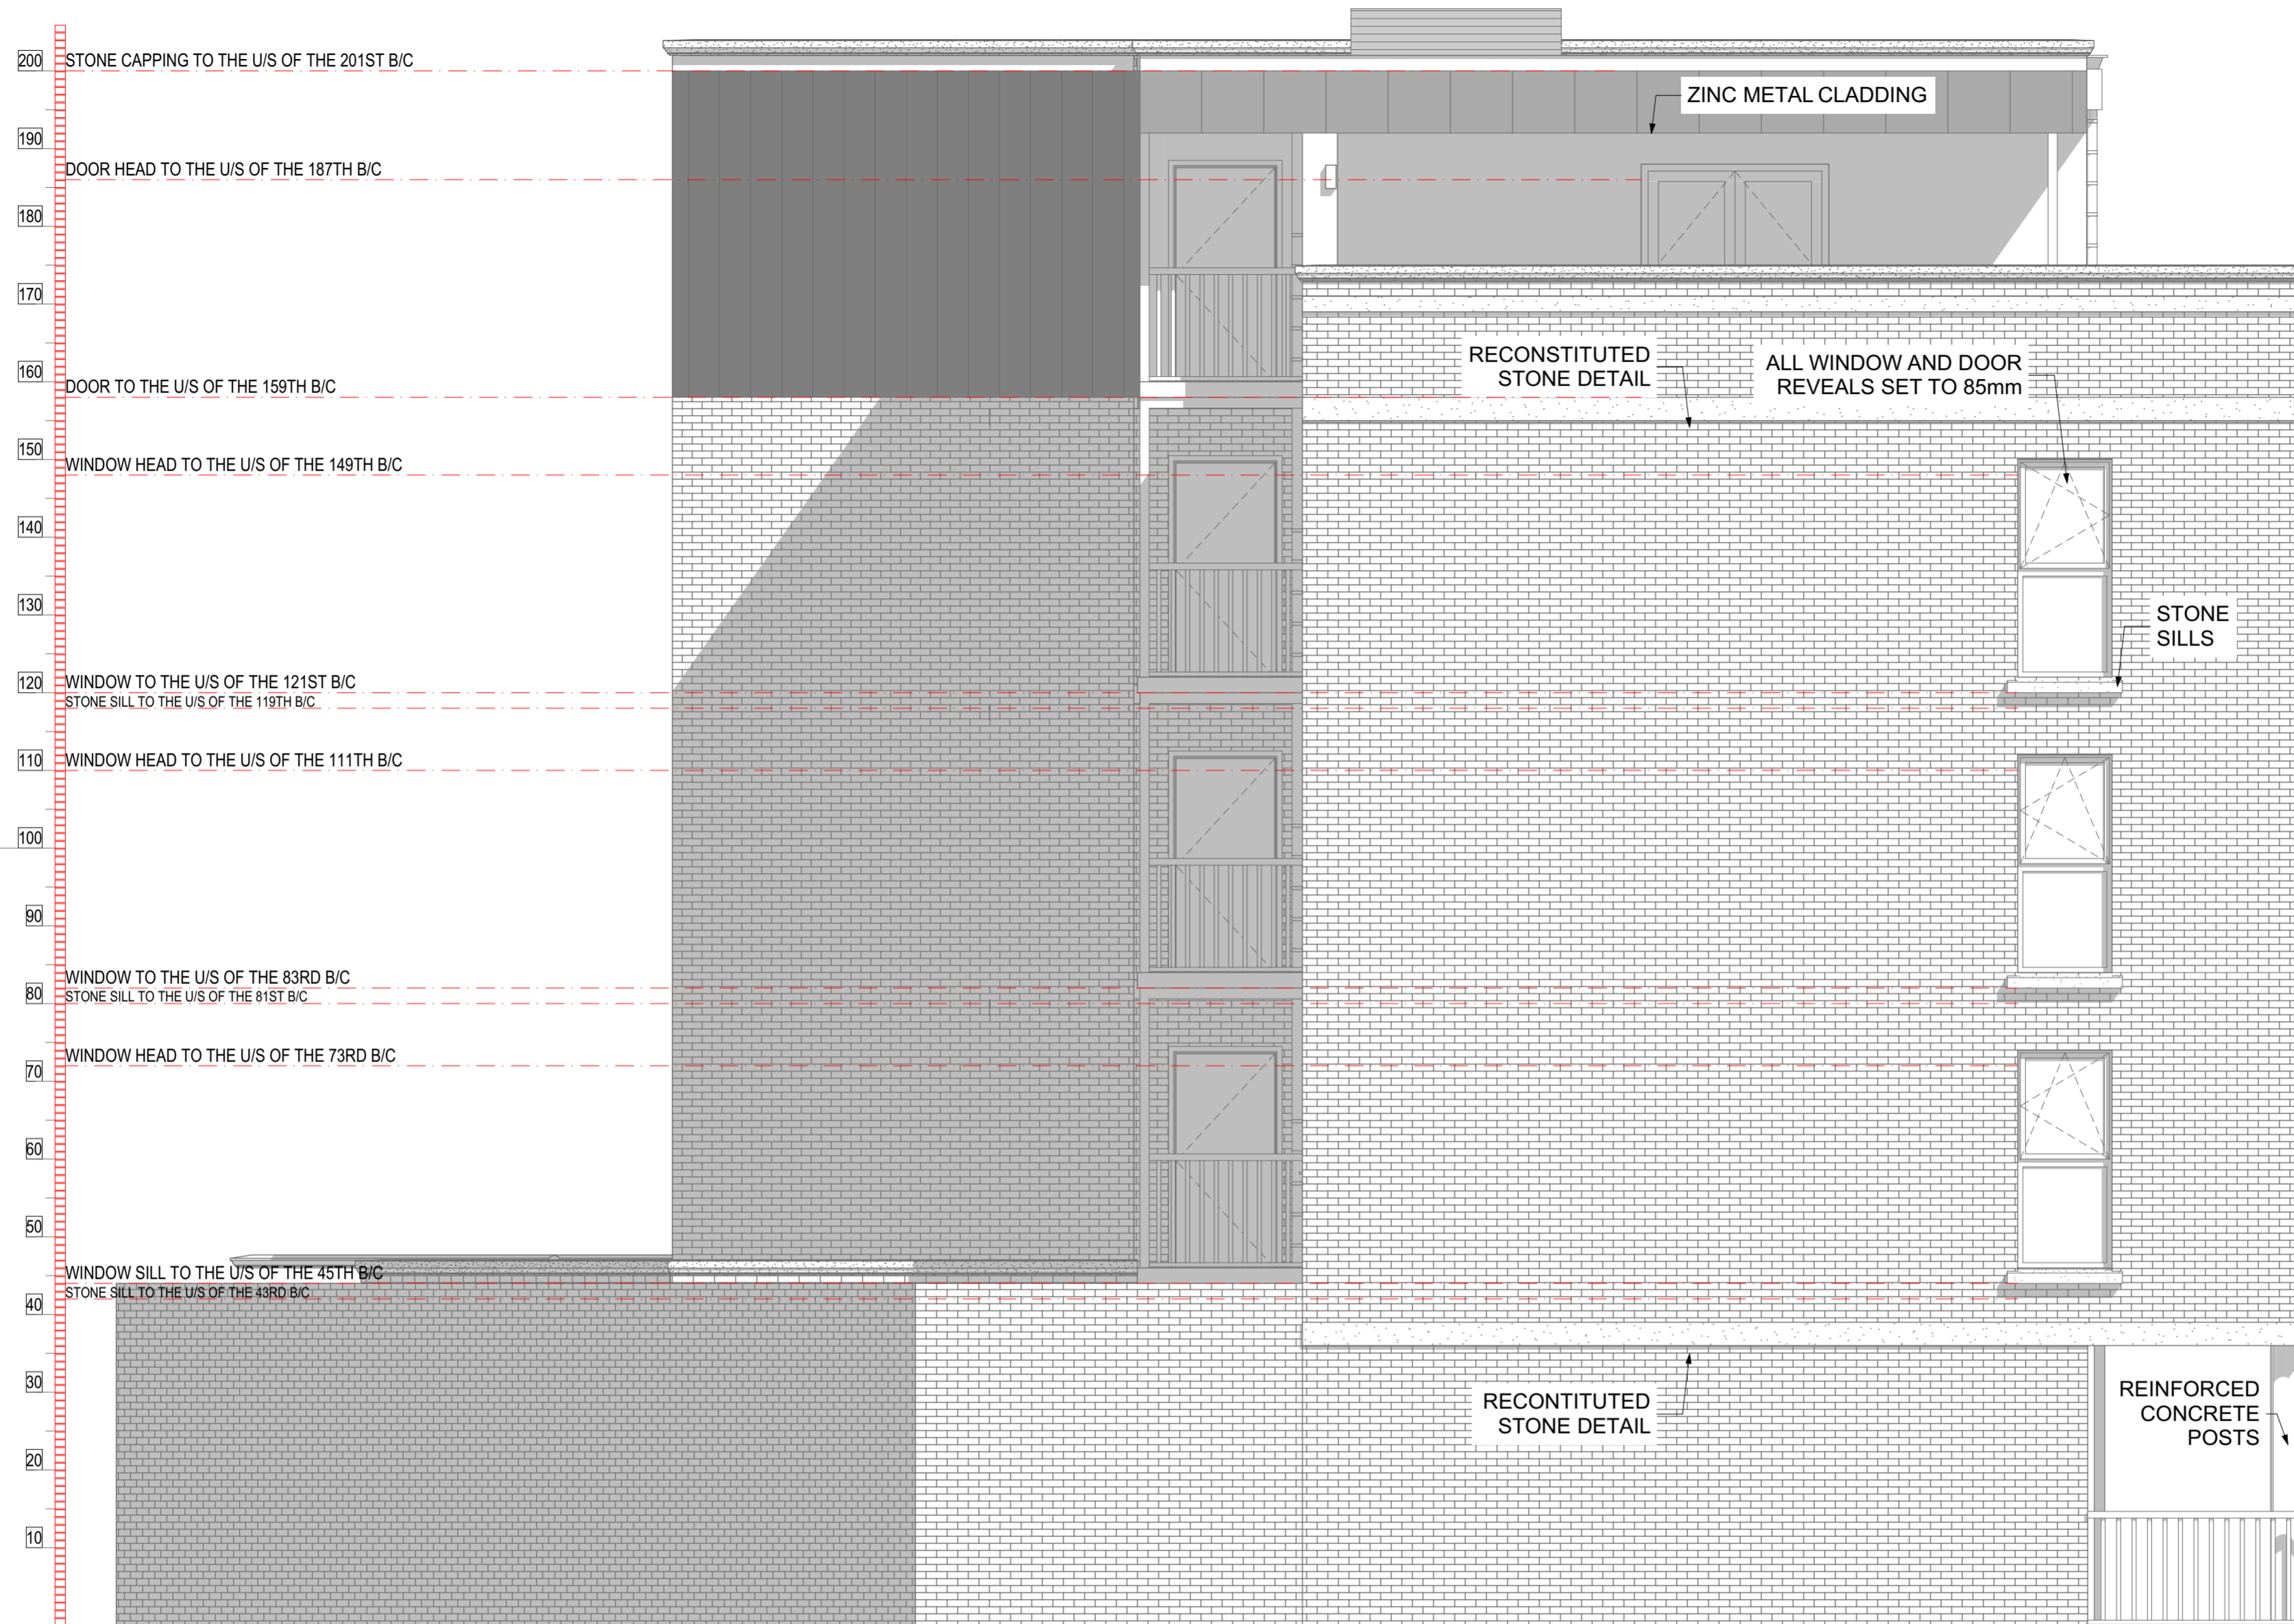 200
STONE CAPPING TO THE U/S OF THE 201ST B/C
ZINC METAL CLADDING
190
DOOR HEAD TO THE U/S OF THE 187TH B/C
180
170
RECONSTITUTED
STONE DETAIL
ALL WINDOW AND DOOR
REVEALS SET TO 85mm
160
DOOR TO THE U/S OF THE 159TH B/C
150
WINDOW HEAD TO THE U/S OF THE 149TH B/C
140
130
STONE
SILLS
120
WINDOW TO THE U/S OF THE 121ST B/C
STONE SILL TO THE U/S OF THE 119TH B/C
110
WINDOW HEAD TO THE U/S OF THE 111TH B/C
100
90
WINDOW TO THE U/S OF THE 83RD B/C
80
STONE SILL TO THE U/S OF THE 81ST B/C
WINDOW HEAD TO THE U/S OF THE 73RD B/C
70
60
50
WINDOW SILL TO THE U/S OF THE 45TH B/C
STONE SILL TO THE U/S OF THE 43RD B/C
40
30
RECONTITUTED
STONE DETAIL
REINFORCED
CONCRETE
POSTS
20
10